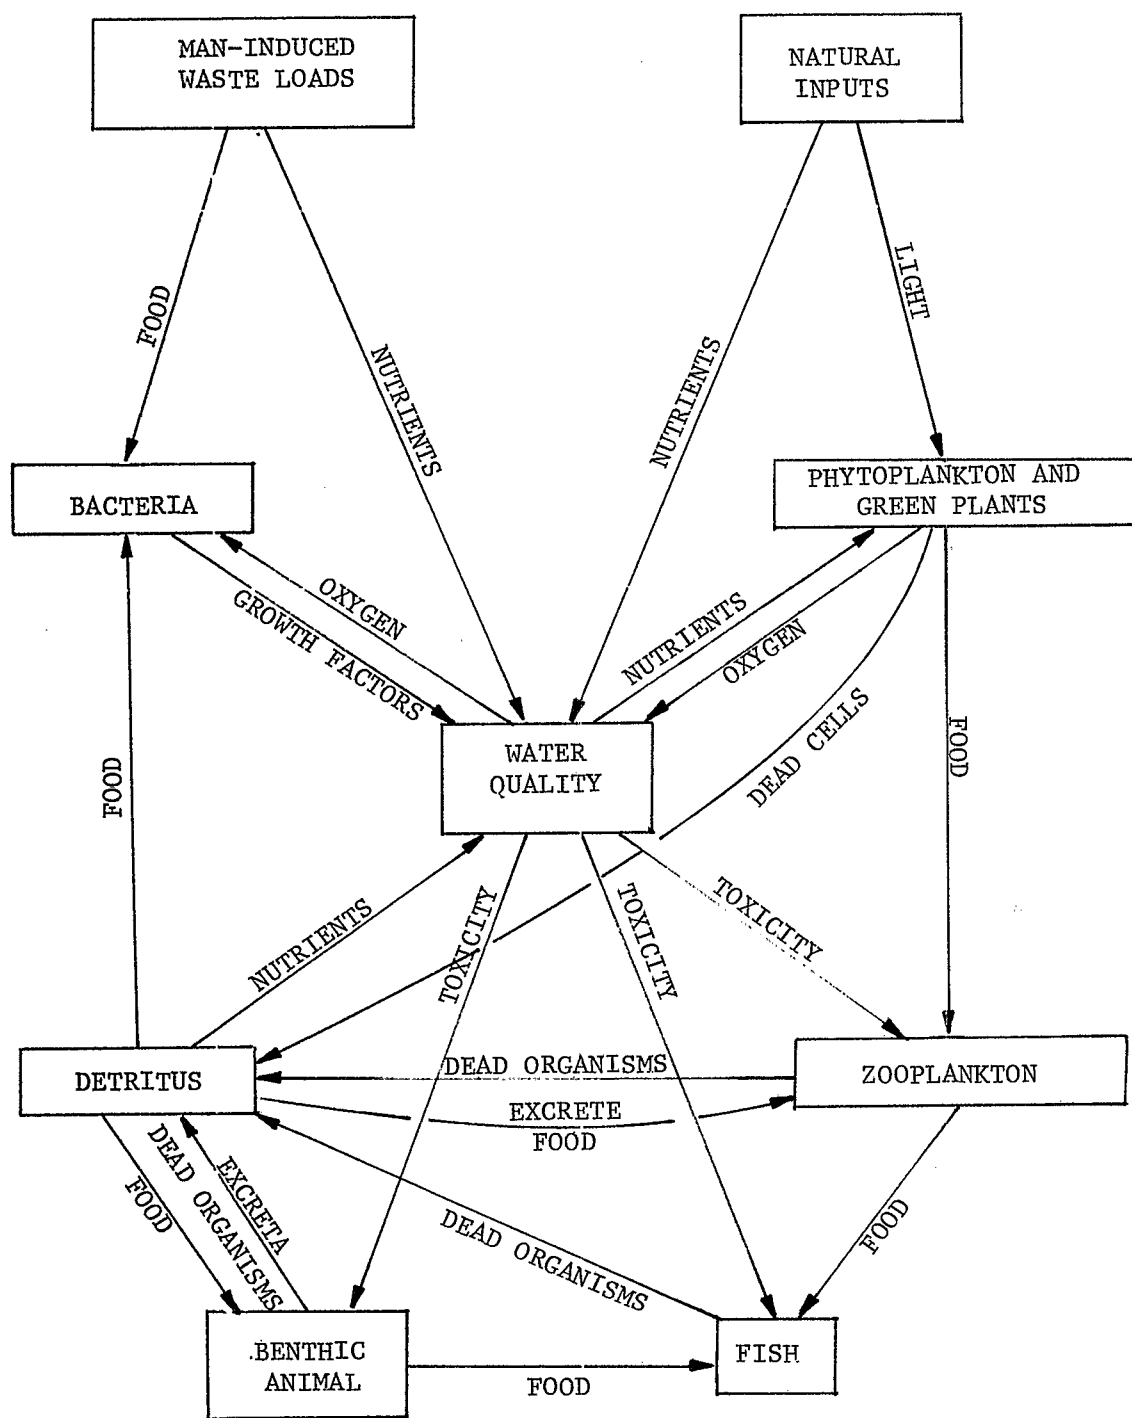 MAN-INDUCED
WASTE LOADS
NATURAL
INPUTS
FOOD
NUTRIENTS
NUTRIENTS
LIGHT
BACTERIA
PHYTOPLANKTON AND
GREEN PLANTS
OXYGEN
GROWTH FACTORS
NUTRIENTS
OXYGEN
DEAD CELLS
FOOD
FOOD
WATER
QUALITY
NUTRIENTS
TOXICITY
TOXICITY
TOXICITY
DETRITUS
DEAD ORGANISMS
EXCRETE
FOOD
ZOOPLANKTON
FOOD
DEAD ORGANISMS
EXCRETA
DEAD ORGANISMS
FOOD
.BENTHIC
ANIMAL
FOOD
FISH